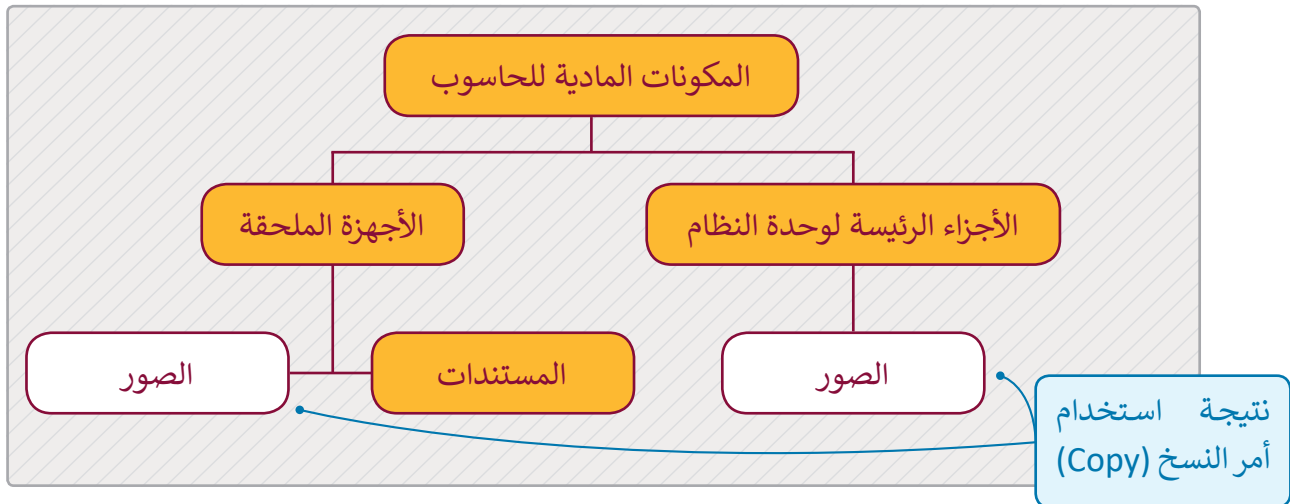 المكونات المادية للحاسوب
الأجزاء الرئيسة لوحدة النظام
الأجهزة الملحقة
الصور
المستندات
الصور
نتيجة استخدام
أمر النسخ (Copy)